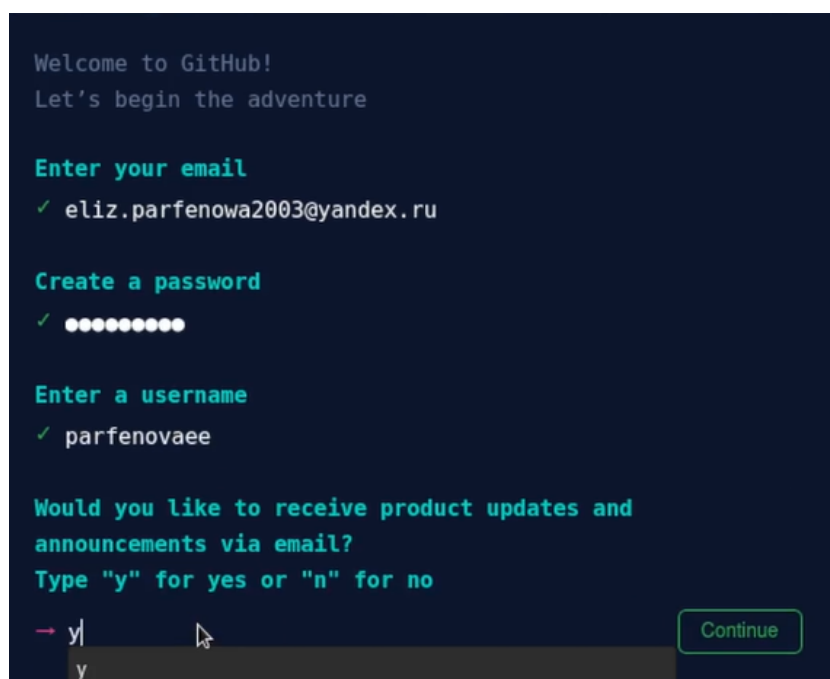 Welcome to GitHub!
Let’s begin the adventure
Enter your email
✓ eliz.parfenowa2003@yandex.ru
Create a password
✓ ●●●●●●●●●
Enter a username
✓ parfenovaee
Would you like to receive product updates and
announcements via email?
Type "y" for yes or "n" for no
→ y
Continue
y